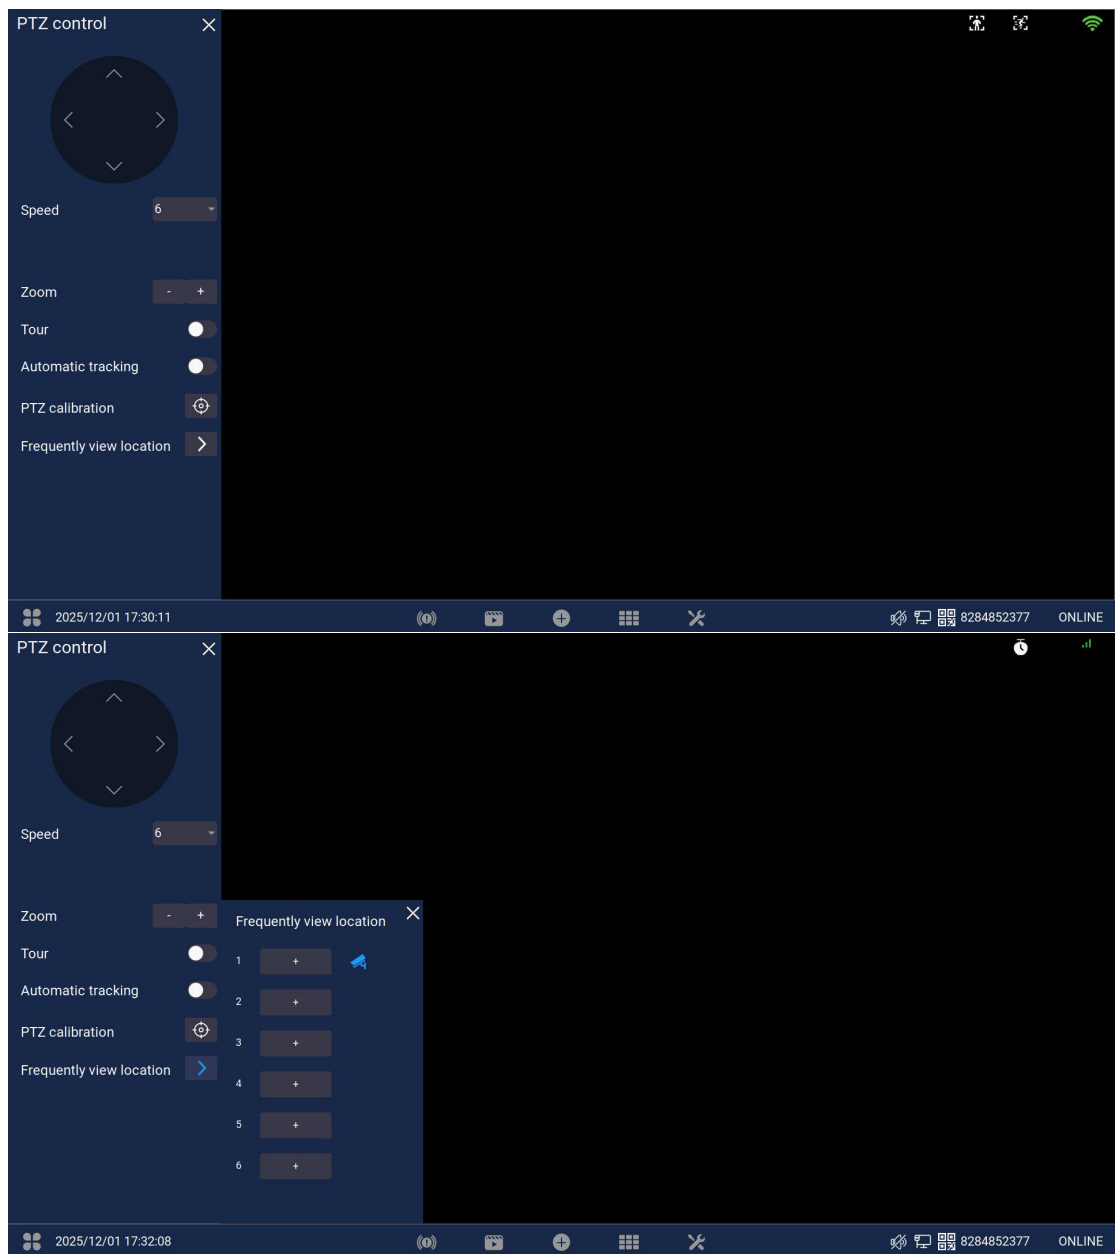 PTZ control
Speed 6
Zoom - +
Tour
Automatic tracking
PTZ calibration
Frequently view location
2025/12/01 17:30:11 8284852377 ONLINE
PTZ control
Speed 6
Zoom - +
Tour
Automatic tracking
PTZ calibration
Frequently view location
Frequently view location
1 +
2 +
3 +
4 +
5 +
6 +
2025/12/01 17:32:08 8284852377 ONLINE